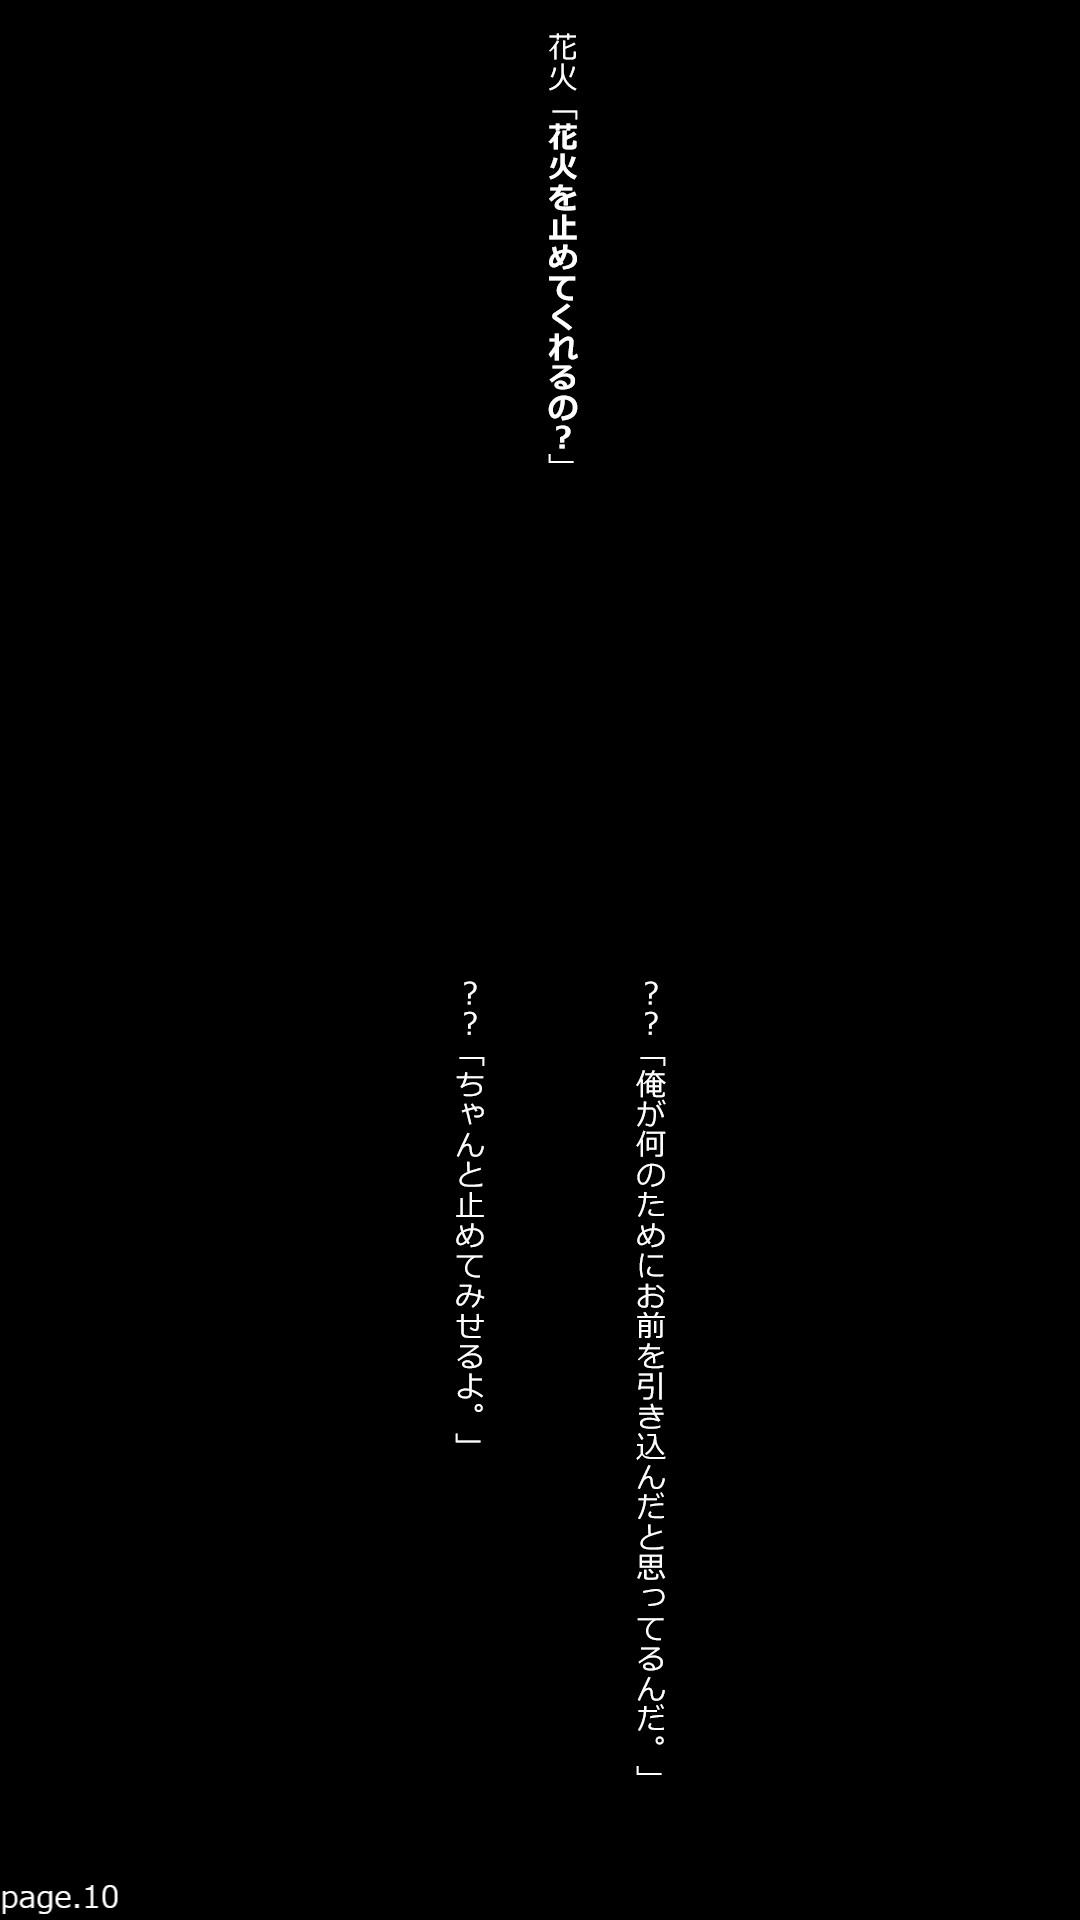 ??「俺が何のためにお前を引き込んだと思ってるんだ。」
花火「花火を止めてくれるの?」
??「ちゃんと止めてみせるよ。」
page.10